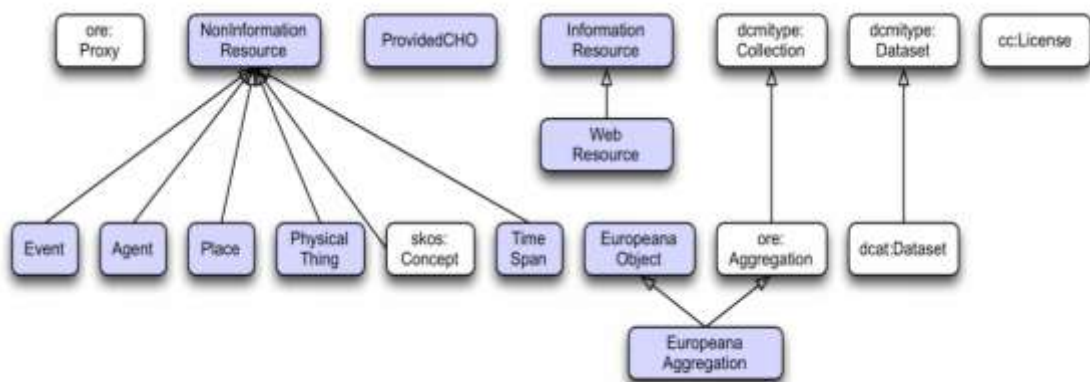 ore:
Proxy
NonInformation
Resource
ProvidedCHO
Information
Resource
dcmitype:
Collection
dcmitype:
Dataset
cc:License
Web
Resource
Event
Agent
Place
Physical
Thing
skos:
Concept
Time
Span
Europeana
Object
ore:
Aggregation
dcat:Dataset
Europeana
Aggregation